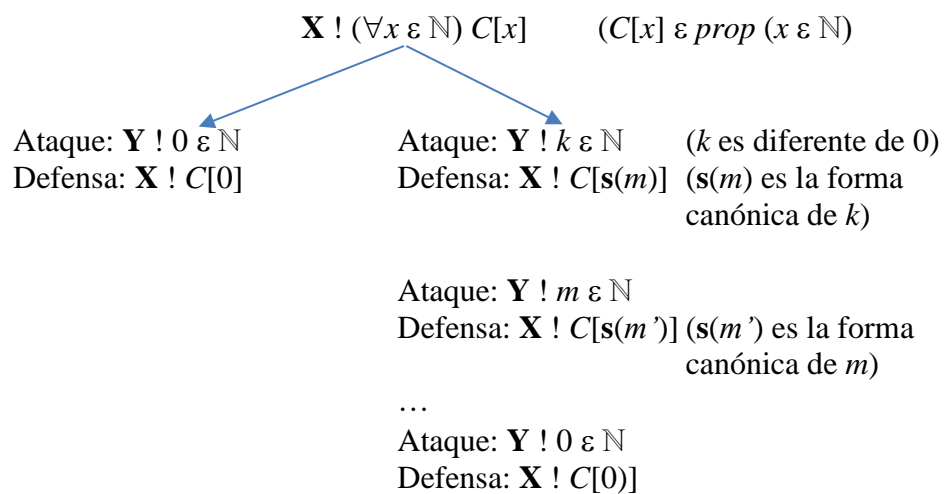 X ! (∀x ε ℕ) C[x] (C[x] ε prop (x ε ℕ)
Ataque: Y ! 0 ε ℕ
Defensa: X ! C[0]
Ataque: Y ! k ε ℕ (k es diferente de 0)
Defensa: X ! C[s(m)] (s(m) es la forma
canónica de k)
Ataque: Y ! m ε ℕ
Defensa: X ! C[s(m’)] (s(m’) es la forma
canónica de m)
…
Ataque: Y ! 0 ε ℕ
Defensa: X ! C[0)]